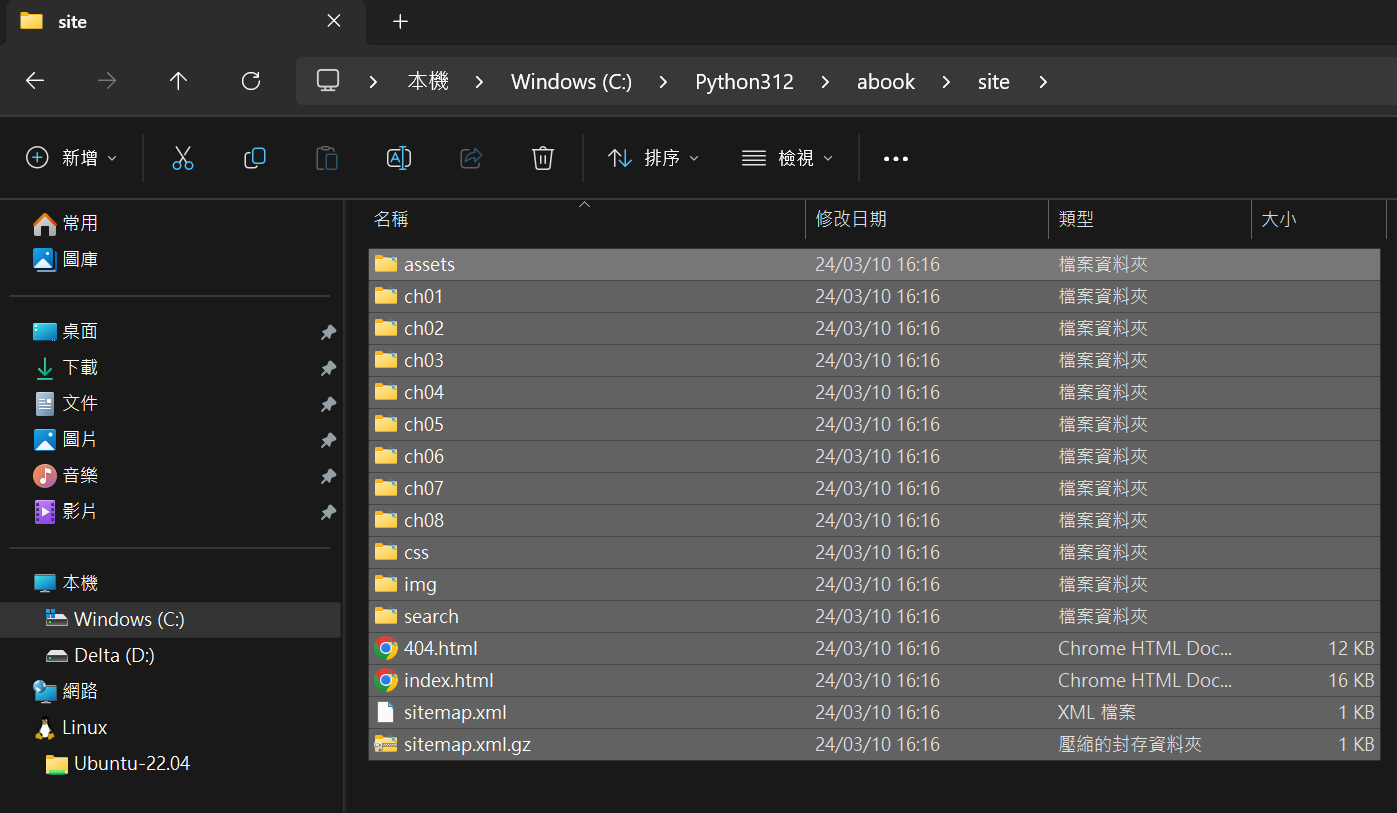 site
本機 Windows (C:) Python312 abook site
新增 排序 檢視
常用
圖庫
桌面
下載
文件
圖片
音樂
影片
本機
Windows (C:)
Delta (D:)
網路
Linux
Ubuntu-22.04
名稱 修改日期 類型 大小
assets 24/03/10 16:16 檔案資料夾
ch01 24/03/10 16:16 檔案資料夾
ch02 24/03/10 16:16 檔案資料夾
ch03 24/03/10 16:16 檔案資料夾
ch04 24/03/10 16:16 檔案資料夾
ch05 24/03/10 16:16 檔案資料夾
ch06 24/03/10 16:16 檔案資料夾
ch07 24/03/10 16:16 檔案資料夾
ch08 24/03/10 16:16 檔案資料夾
css 24/03/10 16:16 檔案資料夾
img 24/03/10 16:16 檔案資料夾
search 24/03/10 16:16 檔案資料夾
404.html 24/03/10 16:16 Chrome HTML Doc... 12 KB
index.html 24/03/10 16:16 Chrome HTML Doc... 16 KB
sitemap.xml 24/03/10 16:16 XML 檔案 1 KB
sitemap.xml.gz 24/03/10 16:16 壓縮的封存資料夾 1 KB